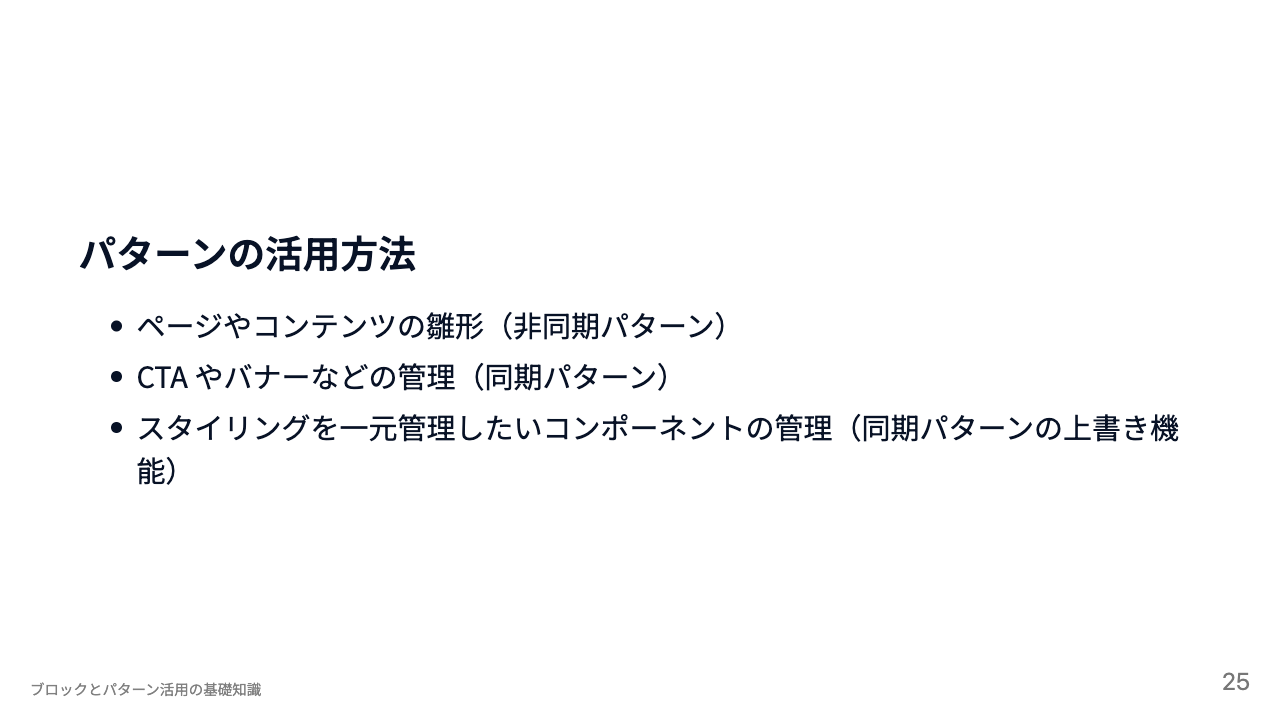 パターンの活用方法
• ページやコンテンツの雛形（非同期パターン）
• CTA やバナーなどの管理（同期パターン）
• スタイリングを一元管理したいコンポーネントの管理（同期パターンの上書き機
能）
ブロックとパターン活用の基礎知識
25